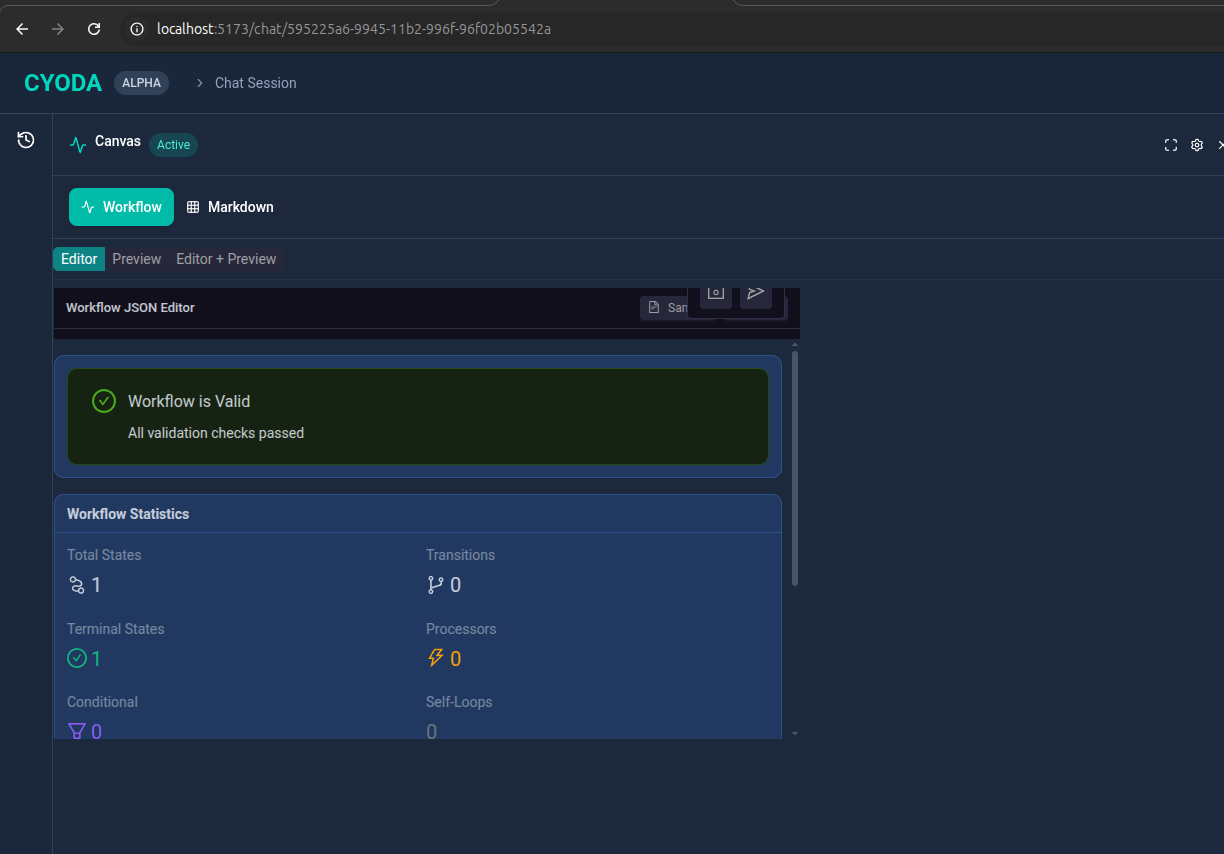 localhost:5173/chat/595225a6-9945-11b2-996f-96f02b05542a
CYODA ALPHA > Chat Session
Canvas Active
Workflow Markdown
Editor Preview Editor + Preview
Workflow JSON Editor
Workflow is Valid
All validation checks passed
Workflow Statistics
Total States Transitions
1 0
Terminal States Processors
1 0
Conditional Self-Loops
0 0